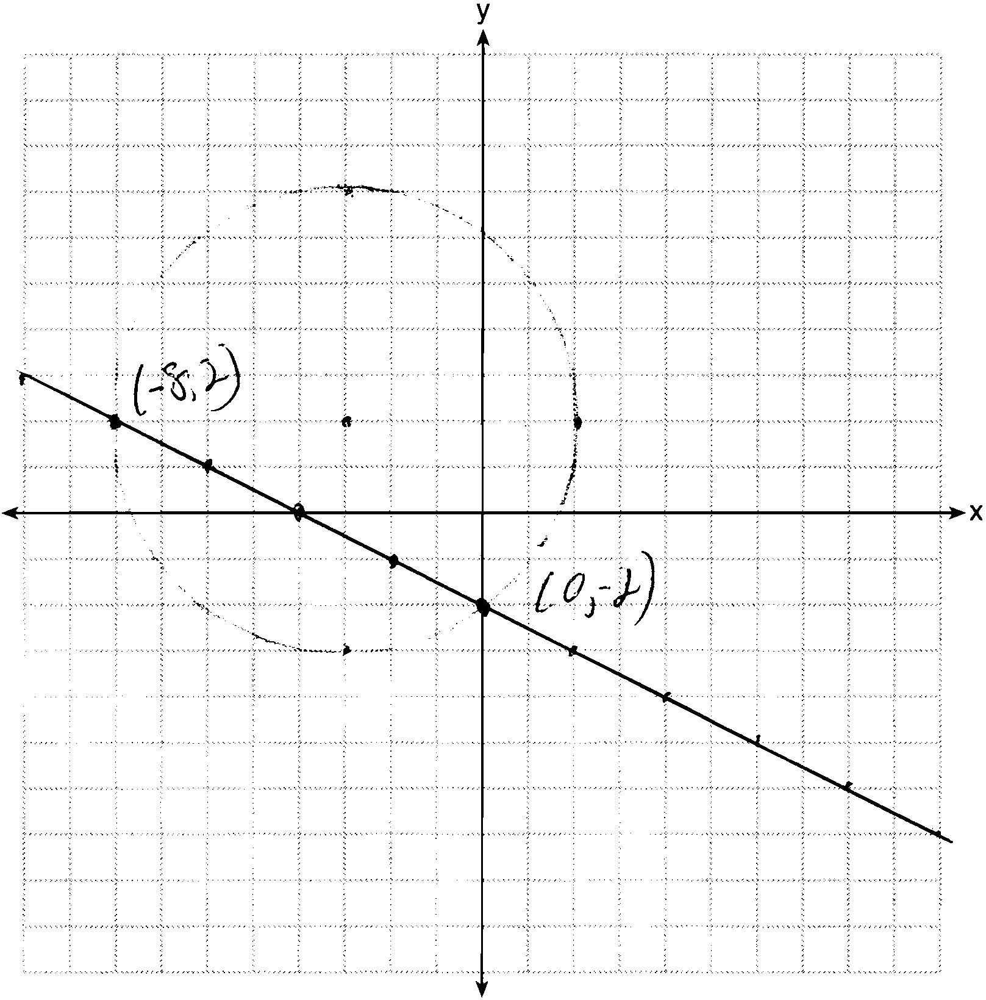 y
(-8,2)
x
(0,-2)